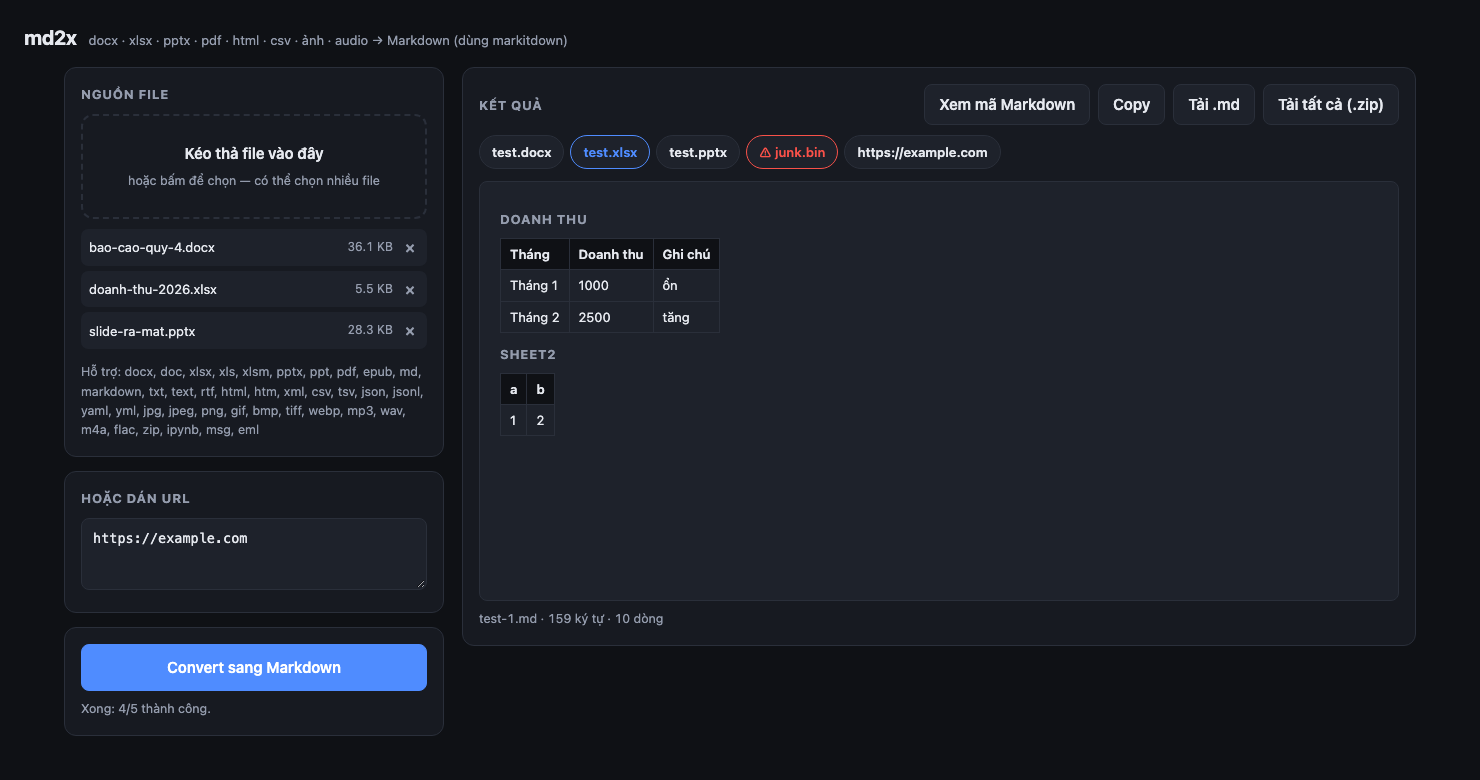 md2x docx · xlsx · pptx · pdf · html · csv · ảnh · audio → Markdown (dùng markitdown)
NGUỒN FILE
Kéo thả file vào đây
hoặc bấm để chọn — có thể chọn nhiều file
bao-cao-quy-4.docx 36.1 KB ×
doanh-thu-2026.xlsx 5.5 KB ×
slide-ra-mat.pptx 28.3 KB ×
Hỗ trợ: docx, doc, xlsx, xls, xlsm, pptx, ppt, pdf, epub, md,
markdown, txt, text, rtf, html, htm, xml, csv, tsv, json, jsonl,
yaml, yml, jpg, jpeg, png, gif, bmp, tiff, webp, mp3, wav,
m4a, flac, zip, ipynb, msg, eml
HOẶC DÁN URL
https://example.com
Convert sang Markdown
Xong: 4/5 thành công.
KẾT QUẢ
Xem mã Markdown Copy Tải .md Tải tất cả (.zip)
test.docx test.xlsx test.pptx ⚠ junk.bin https://example.com
DOANH THU
Tháng Doanh thu Ghi chú
Tháng 1 1000 ổn
Tháng 2 2500 tăng
SHEET2
a b
1 2
test-1.md · 159 ký tự · 10 dòng